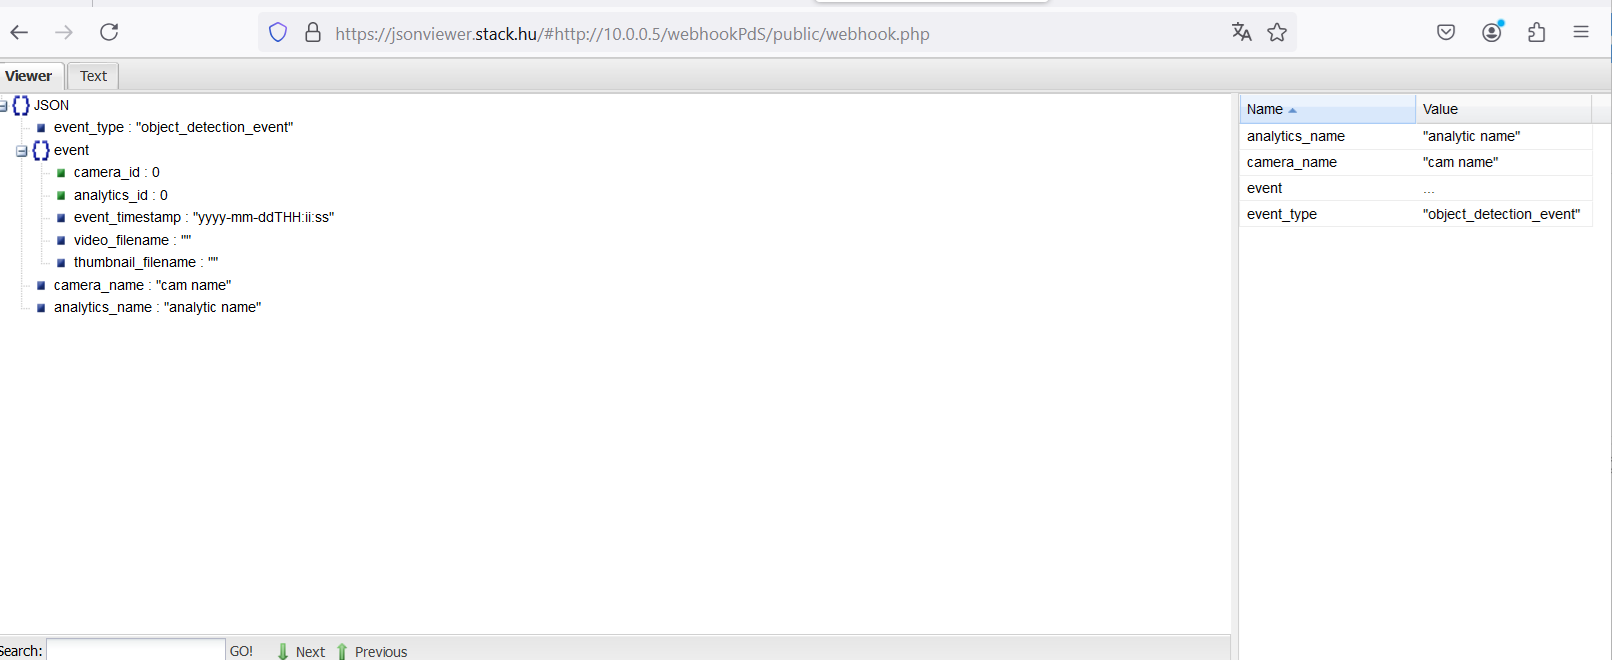 https://jsonviewer.stack.hu/#http://10.0.0.5/webhookPdS/public/webhook.php
Viewer Text
JSON
event_type : "object_detection_event"
event
camera_id : 0
analytics_id : 0
event_timestamp : "yyyy-mm-ddTHH:ii:ss"
video_filename : ""
thumbnail_filename : ""
camera_name : "cam name"
analytics_name : "analytic name"
Name Value
analytics_name "analytic name"
camera_name "cam name"
event ...
event_type "object_detection_event"
Search: GO! Next Previous